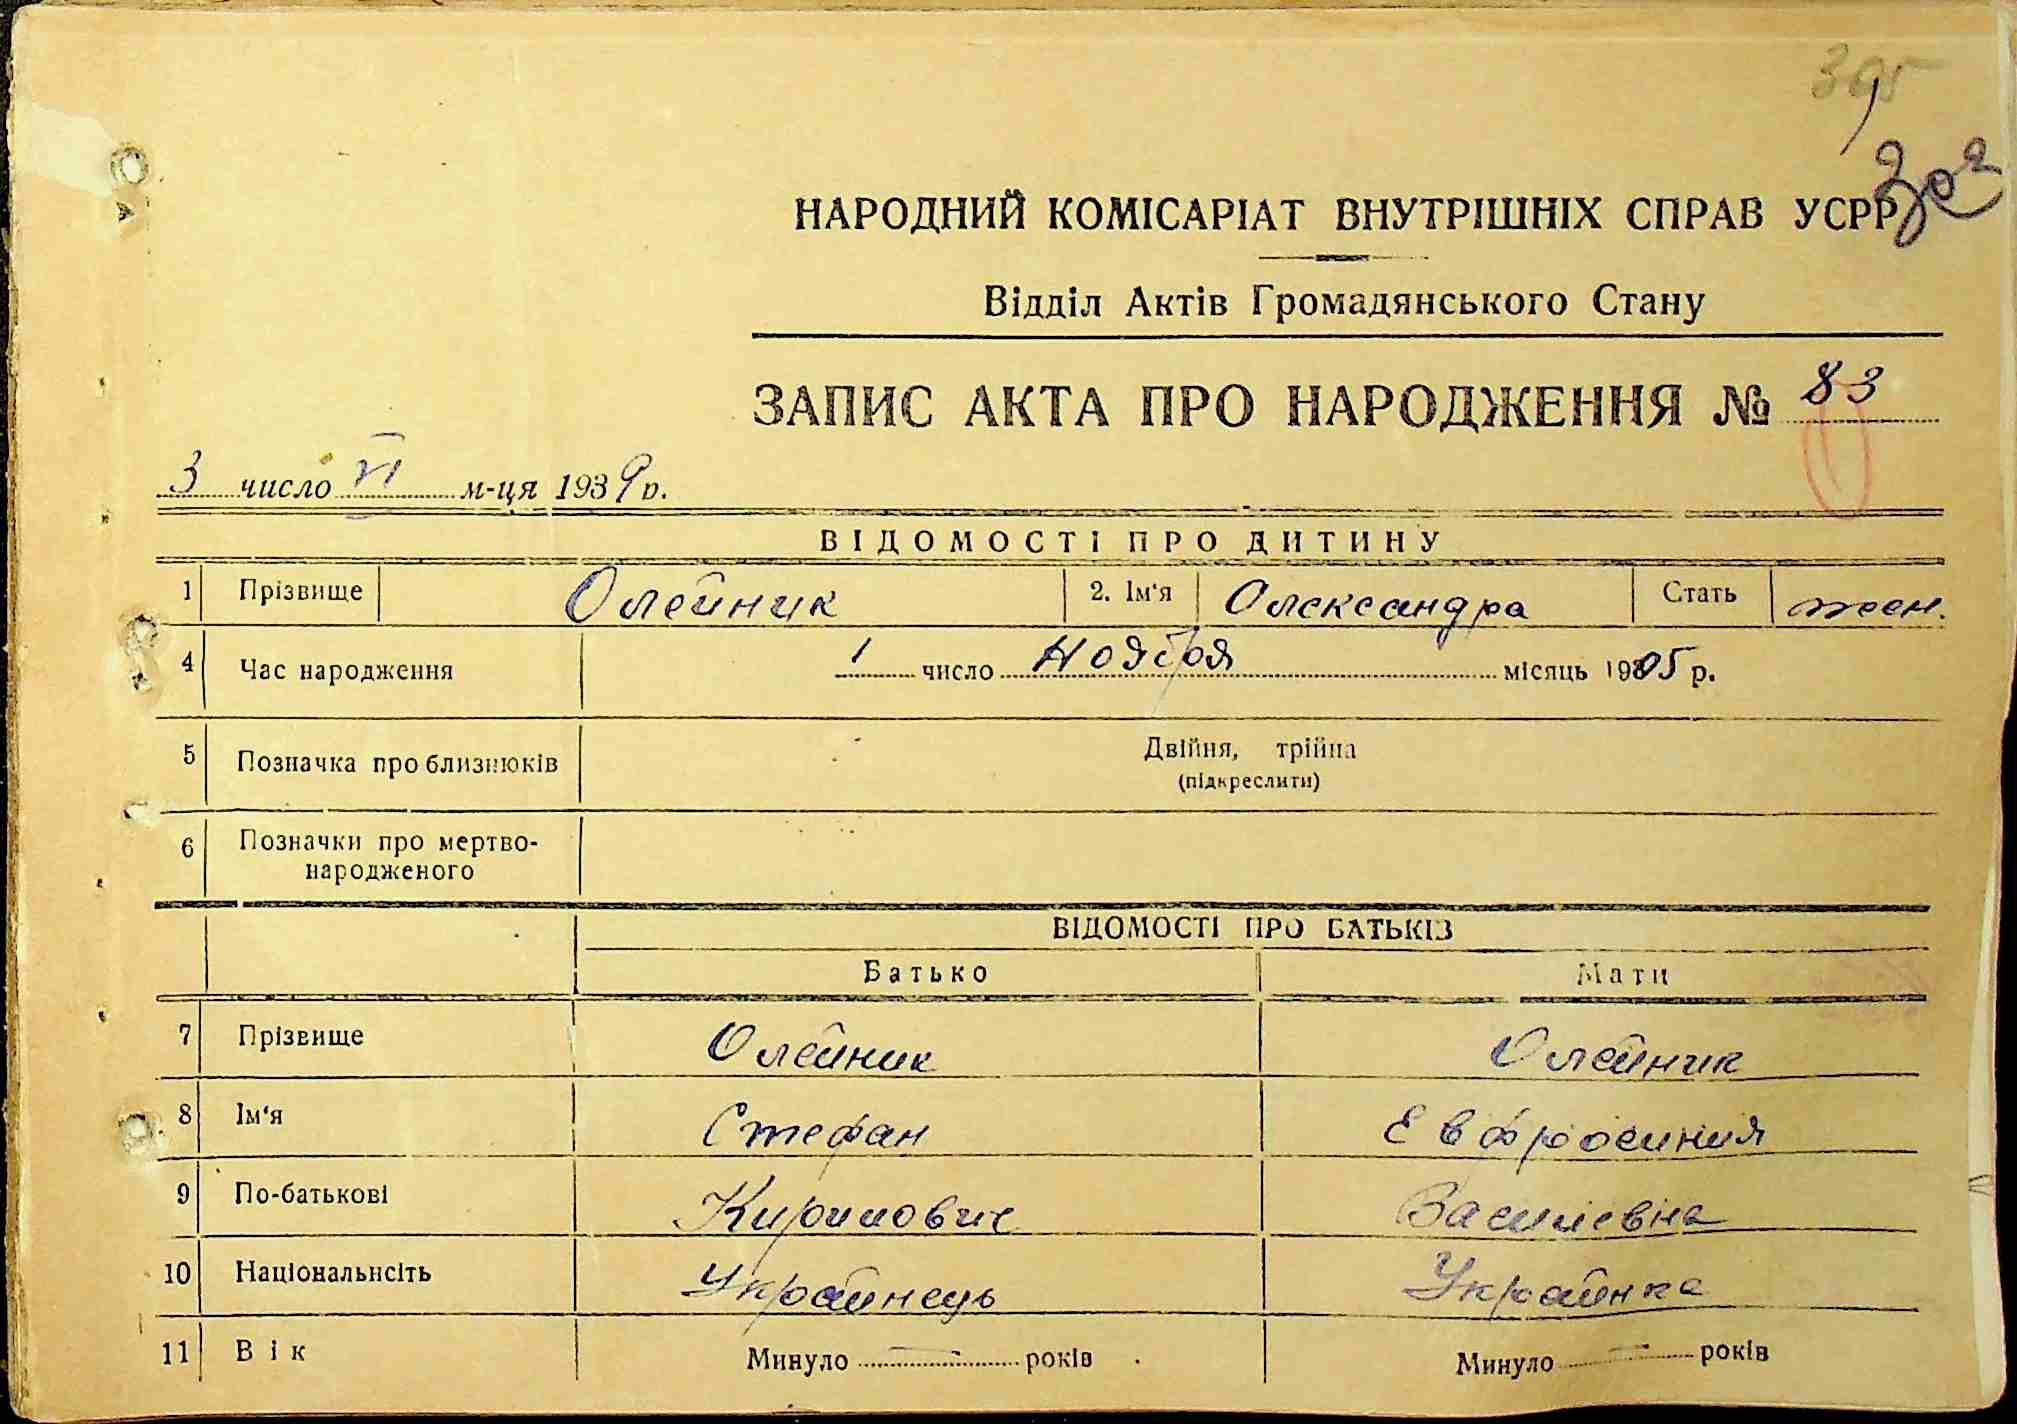 395
302
НАРОДНИЙ КОМІСАРІАТ ВНУТРІШНІХ СПРАВ УСРР
Відділ Актів Громадянського Стану
ЗАПИС АКТА ПРО НАРОДЖЕННЯ № 83
3 число VI м-ця 1939 р.
ВІДОМОСТІ ПРО ДИТИНУ
1 Прізвище Олейник 2. Ім'я Олександра Стать жен.
4 Час народження 1 число Ноября місяць 1905 р.
5 Позначка про близнюків Двійня, трійна
(підкреслити)
6 Позначки про мертво-
народженого
ВІДОМОСТІ ПРО БАТЬКІВ
Батько Мати
7 Прізвище Олейник Олейник
8 Ім'я Стефан Евфросиния
9 По-батькові Кирилович Василевна
10 Національнсіть Украйнець Украйнка
11 Вік Минуло — років Минуло — років